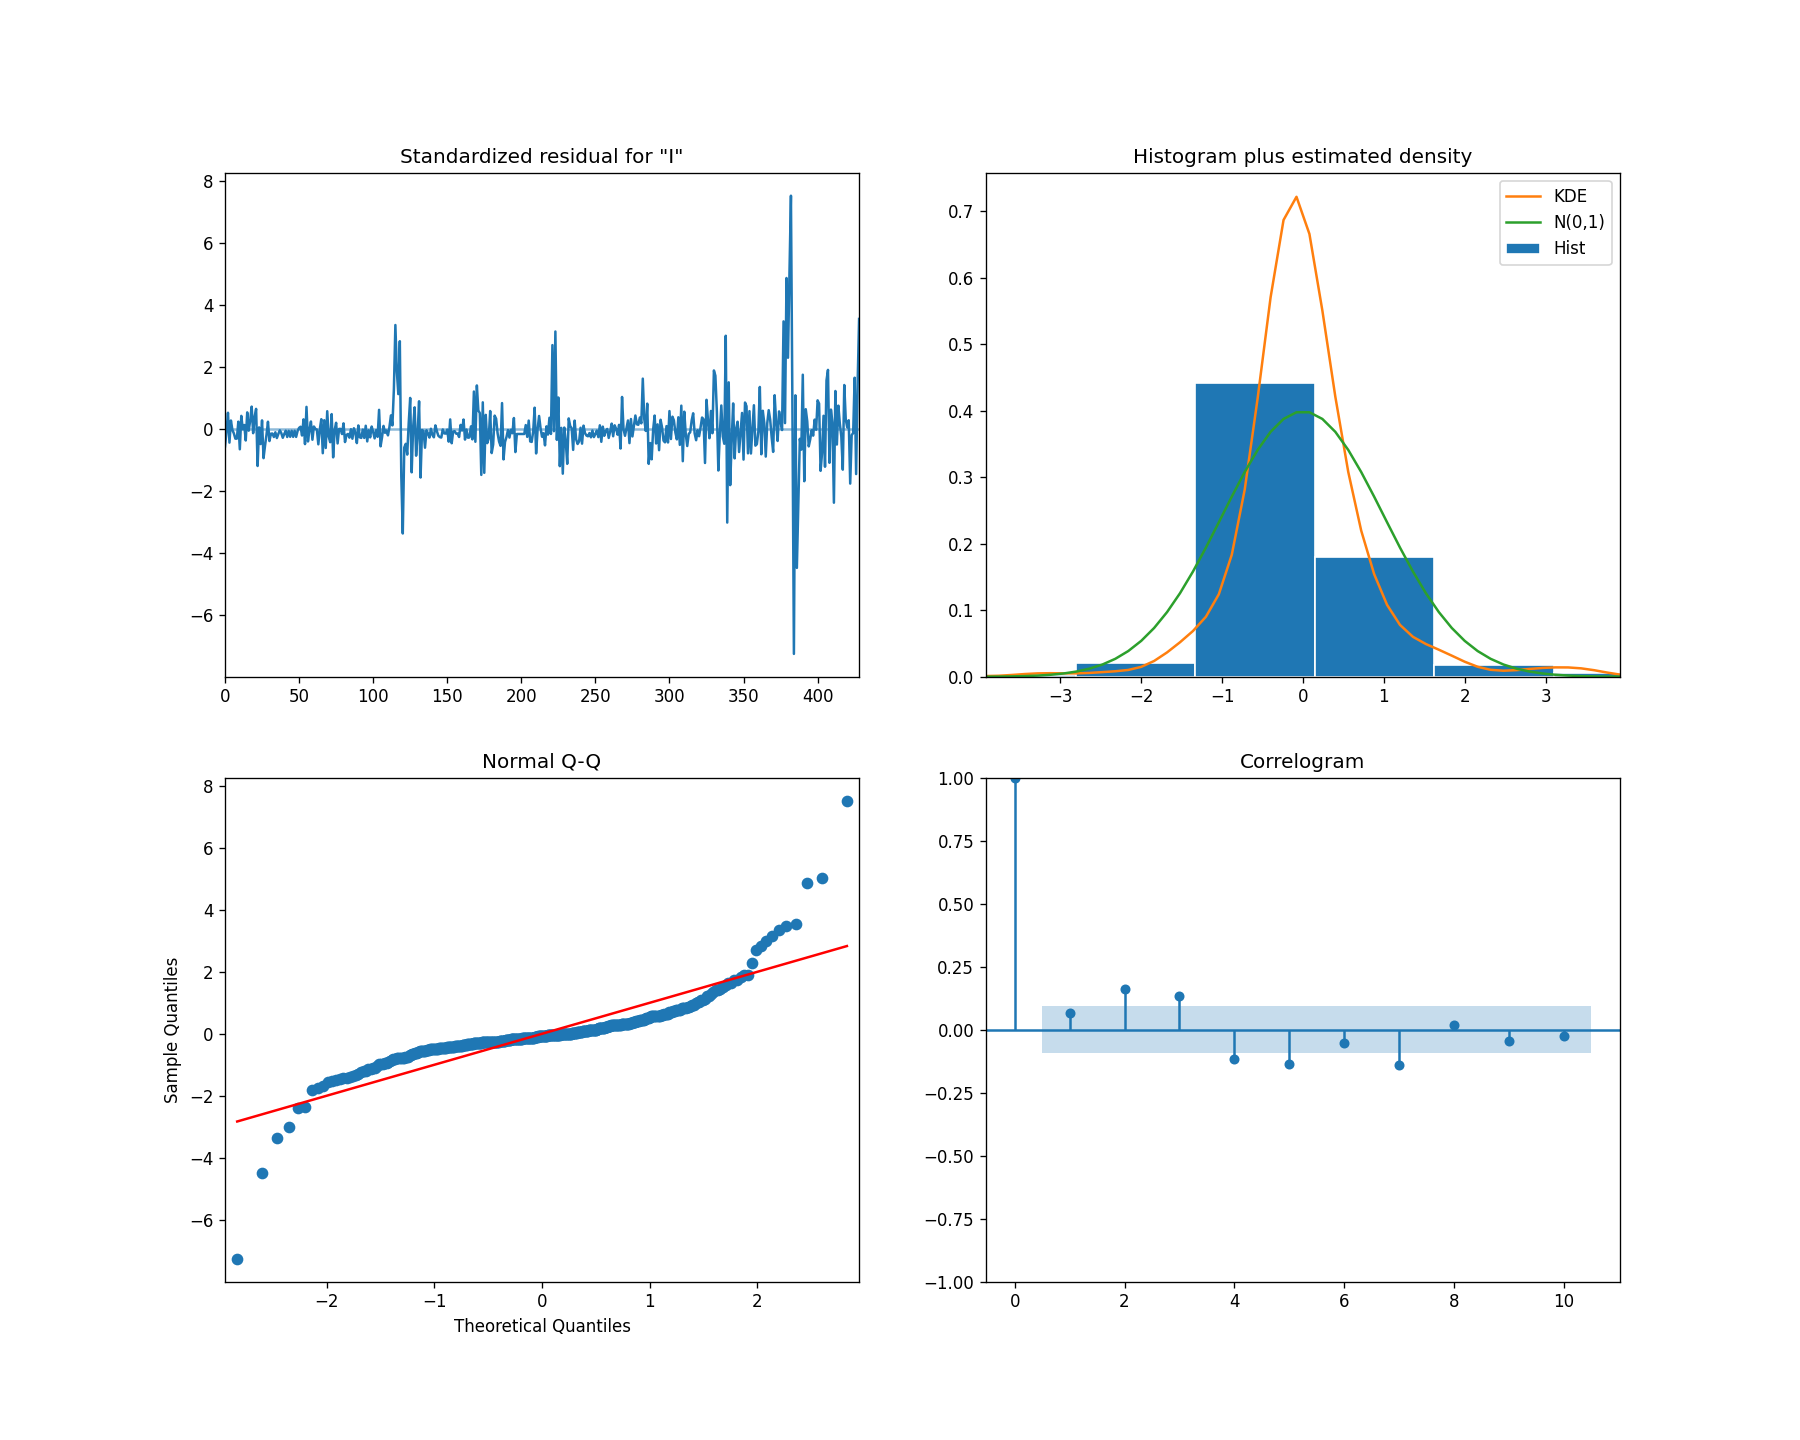 Standardized residual for "I"
8
6
4
2
0
−2
−4
−6
0 50 100 150 200 250 300 350 400
Histogram plus estimated density
KDE
N(0,1)
Hist
0.7
0.6
0.5
0.4
0.3
0.2
0.1
0.0
−3 −2 −1 0 1 2 3
Normal Q-Q
Sample Quantiles
8
6
4
2
0
−2
−4
−6
−2 −1 0 1 2
Theoretical Quantiles
Correlogram
1.00
0.75
0.50
0.25
0.00
−0.25
−0.50
−0.75
−1.00
0 2 4 6 8 10